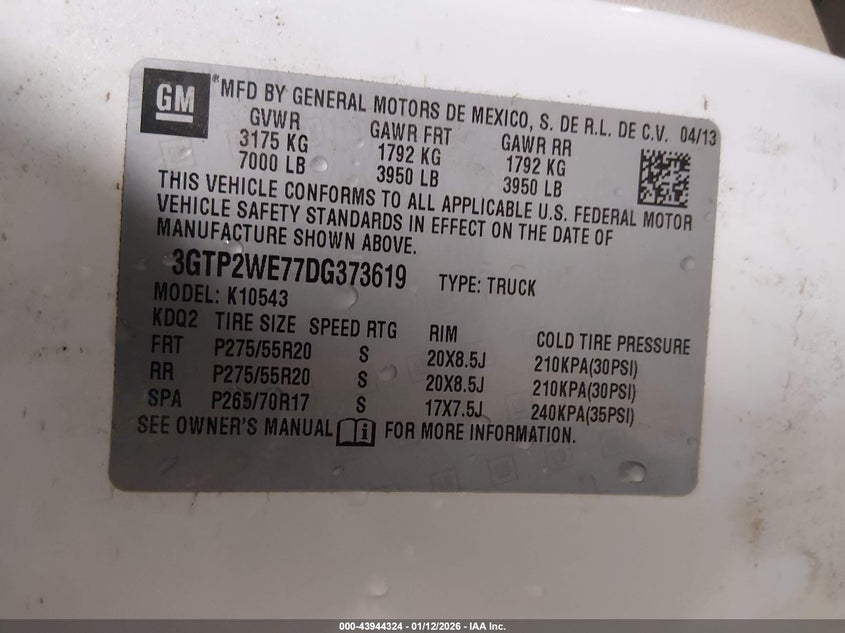 GM ® MFD BY GENERAL MOTORS DE MEXICO, S. DE R.L. DE C.V. 04/13
GVWR GAWR FRT GAWR RR
3175 KG 1792 KG 1792 KG
7000 LB 3950 LB 3950 LB
THIS VEHICLE CONFORMS TO ALL APPLICABLE U.S. FEDERAL MOTOR
VEHICLE SAFETY STANDARDS IN EFFECT ON THE DATE OF
MANUFACTURE SHOWN ABOVE.
3GTP2WE77DG373619 TYPE: TRUCK
MODEL: K10543
KDQ2 TIRE SIZE SPEED RTG RIM COLD TIRE PRESSURE
FRT P275/55R20 S 20X8.5J 210KPA(30PSI)
RR P275/55R20 S 20X8.5J 210KPA(30PSI)
SPA P265/70R17 S 17X7.5J 240KPA(35PSI)
SEE OWNER'S MANUAL i FOR MORE INFORMATION.
000-43944324 - 01/12/2026 - IAA Inc.